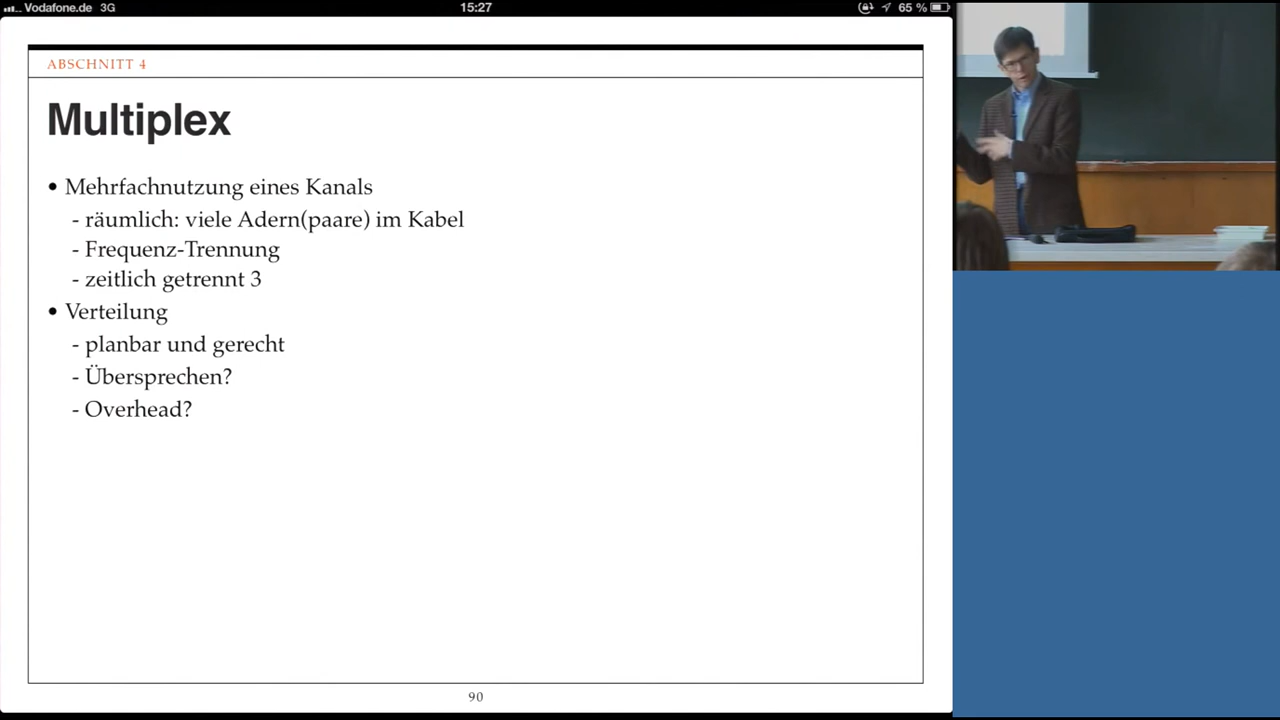 Vodafone.de 3G 15:27 65 %
ABSCHNITT 4
Multiplex
• Mehrfachnutzung eines Kanals
- räumlich: viele Adern(paare) im Kabel
- Frequenz-Trennung
- zeitlich getrennt 3
• Verteilung
- planbar und gerecht
- Übersprechen?
- Overhead?
90